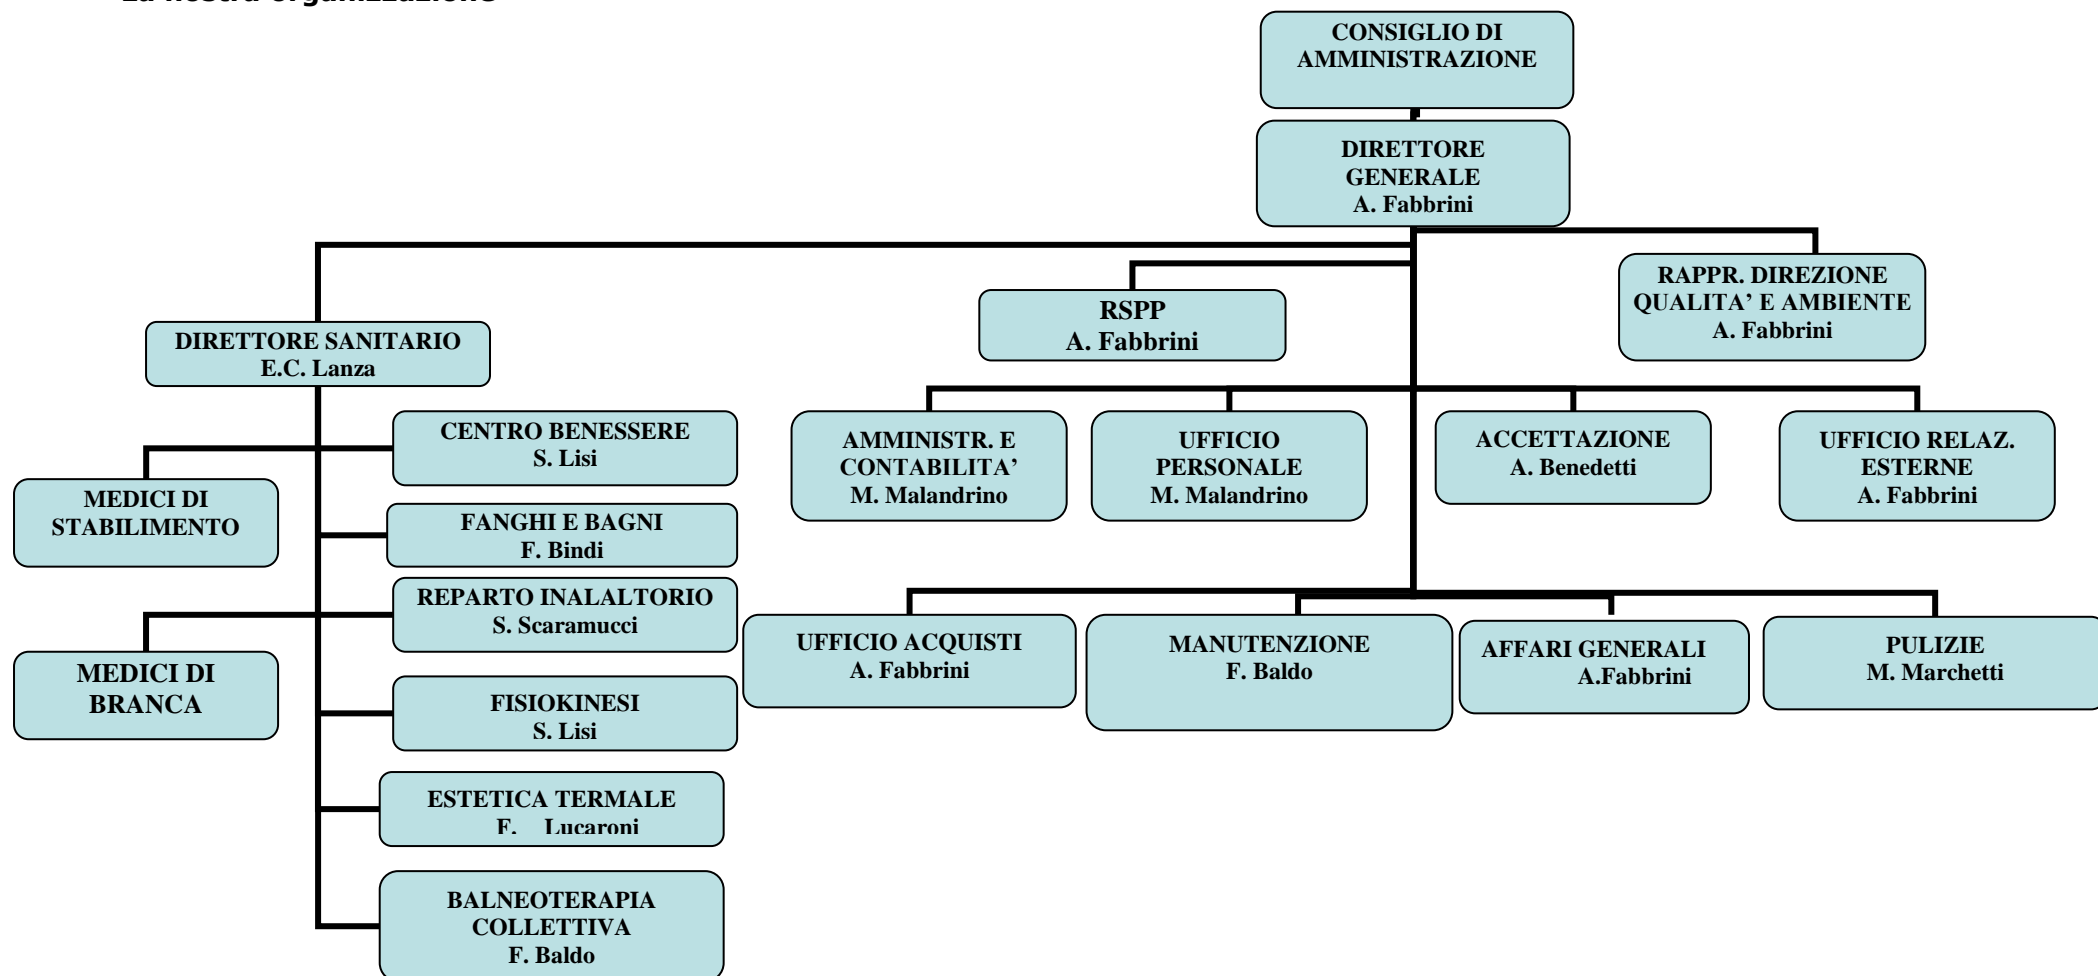 La nostra organizzazione
CONSIGLIO DI
AMMINISTRAZIONE
DIRETTORE
GENERALE
A. Fabbrini
RAPPR. DIREZIONE
QUALITA’ E AMBIENTE
A. Fabbrini
RSPP
A. Fabbrini
DIRETTORE SANITARIO
E.C. Lanza
CENTRO BENESSERE
S. Lisi
MEDICI DI
STABILIMENTO
FANGHI E BAGNI
F. Bindi
REPARTO INALALTORIO
S. Scaramucci
MEDICI DI
BRANCA
FISIOKINESI
S. Lisi
ESTETICA TERMALE
F. Lucaroni
BALNEOTERAPIA
COLLETTIVA
F. Baldo
AMMINISTR. E
CONTABILITA’
M. Malandrino
UFFICIO
PERSONALE
M. Malandrino
ACCETTAZIONE
A. Benedetti
UFFICIO RELAZ.
ESTERNE
A. Fabbrini
UFFICIO ACQUISTI
A. Fabbrini
MANUTENZIONE
F. Baldo
AFFARI GENERALI
A.Fabbrini
PULIZIE
M. Marchetti